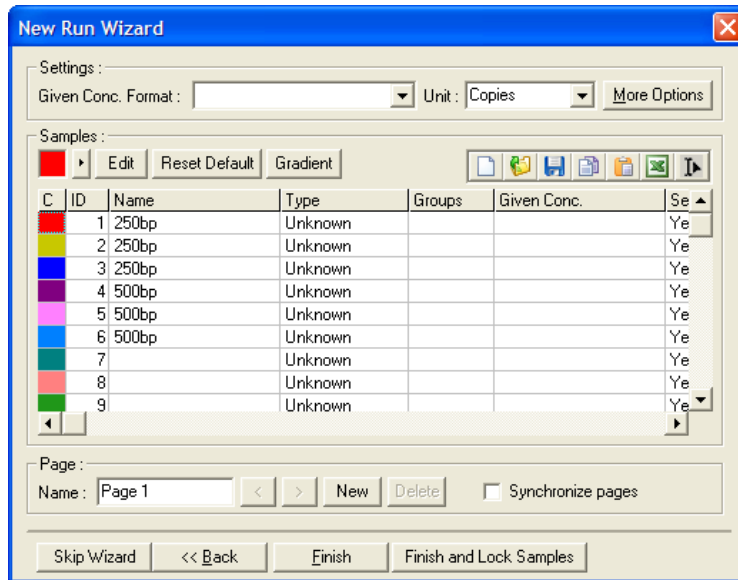 New Run Wizard
Settings :
Given Conc. Format : Unit : Copies More Options
Samples :
Edit Reset Default Gradient
C ID Name Type Groups Given Conc. Se
1 250bp Unknown Ye
2 250bp Unknown Ye
3 250bp Unknown Ye
4 500bp Unknown Ye
5 500bp Unknown Ye
6 500bp Unknown Ye
7 Unknown Ye
8 Unknown Ye
9 Unknown Ye
Page :
Name : Page 1 < > New Delete Synchronize pages
Skip Wizard << Back Finish Finish and Lock Samples